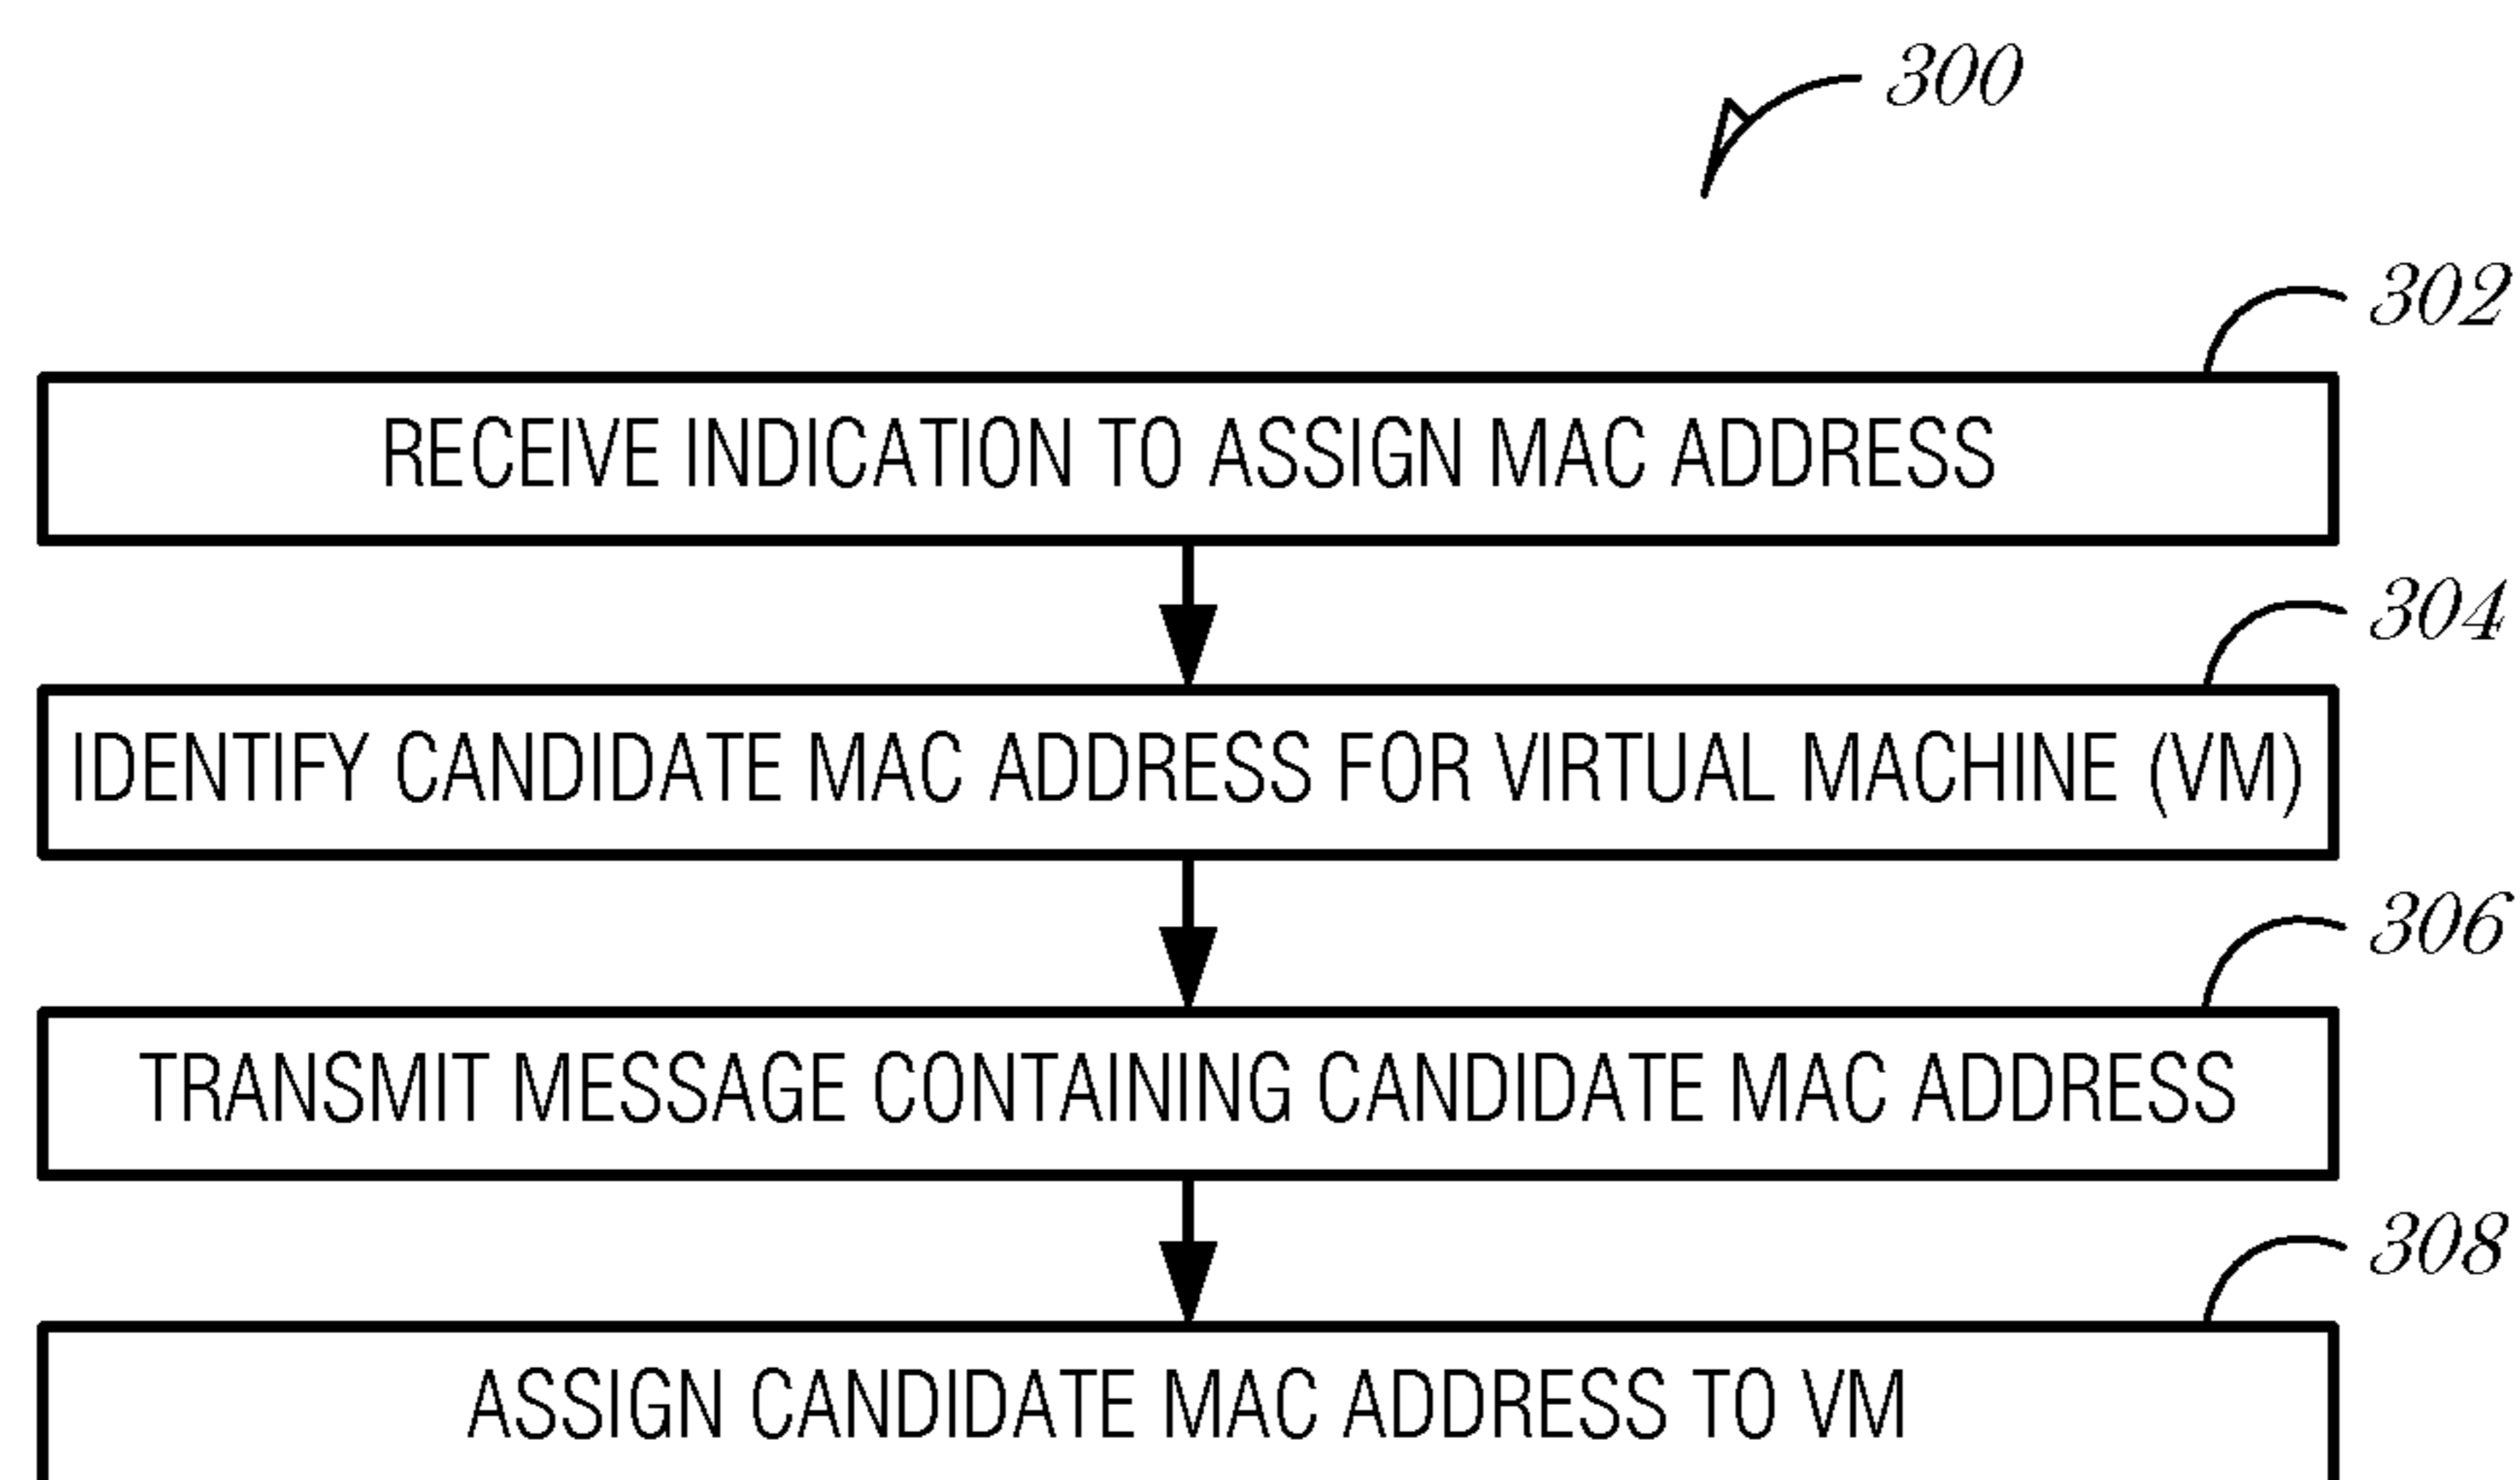 300
302
RECEIVE INDICATION TO ASSIGN MAC ADDRESS
304
IDENTIFY CANDIDATE MAC ADDRESS FOR VIRTUAL MACHINE (VM)
306
TRANSMIT MESSAGE CONTAINING CANDIDATE MAC ADDRESS
308
ASSIGN CANDIDATE MAC ADDRESS TO VM